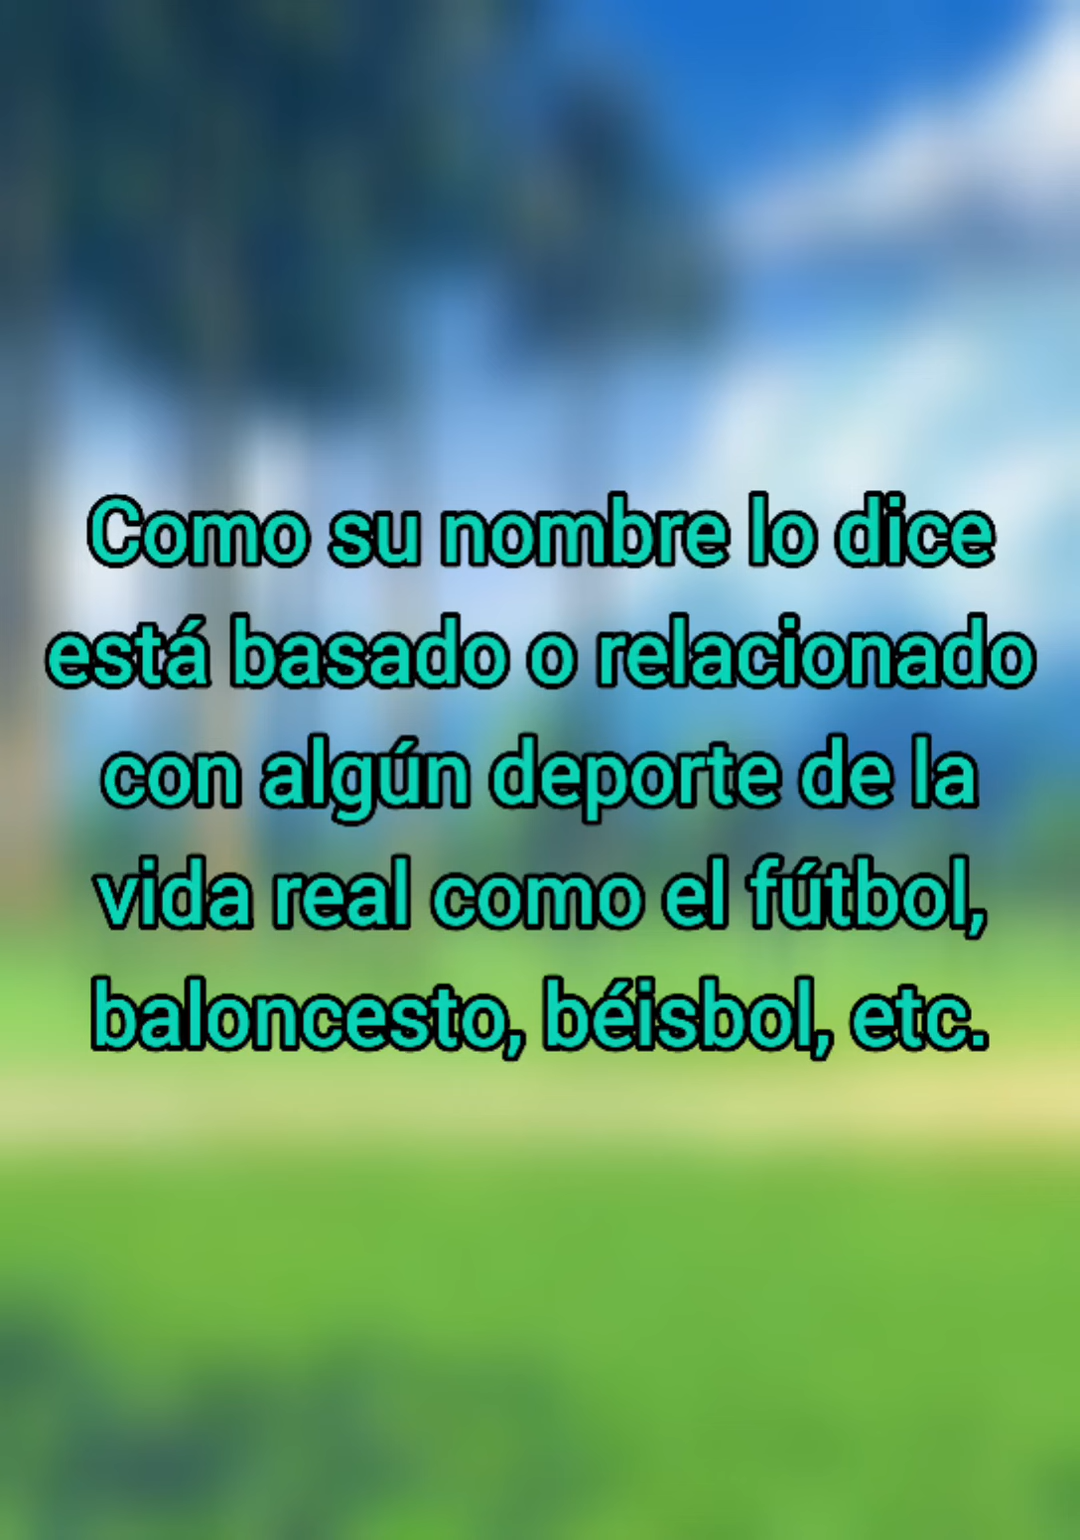 Como su nombre lo dice
está basado o relacionado
con algún deporte de la
vida real como el fútbol,
baloncesto, béisbol, etc.